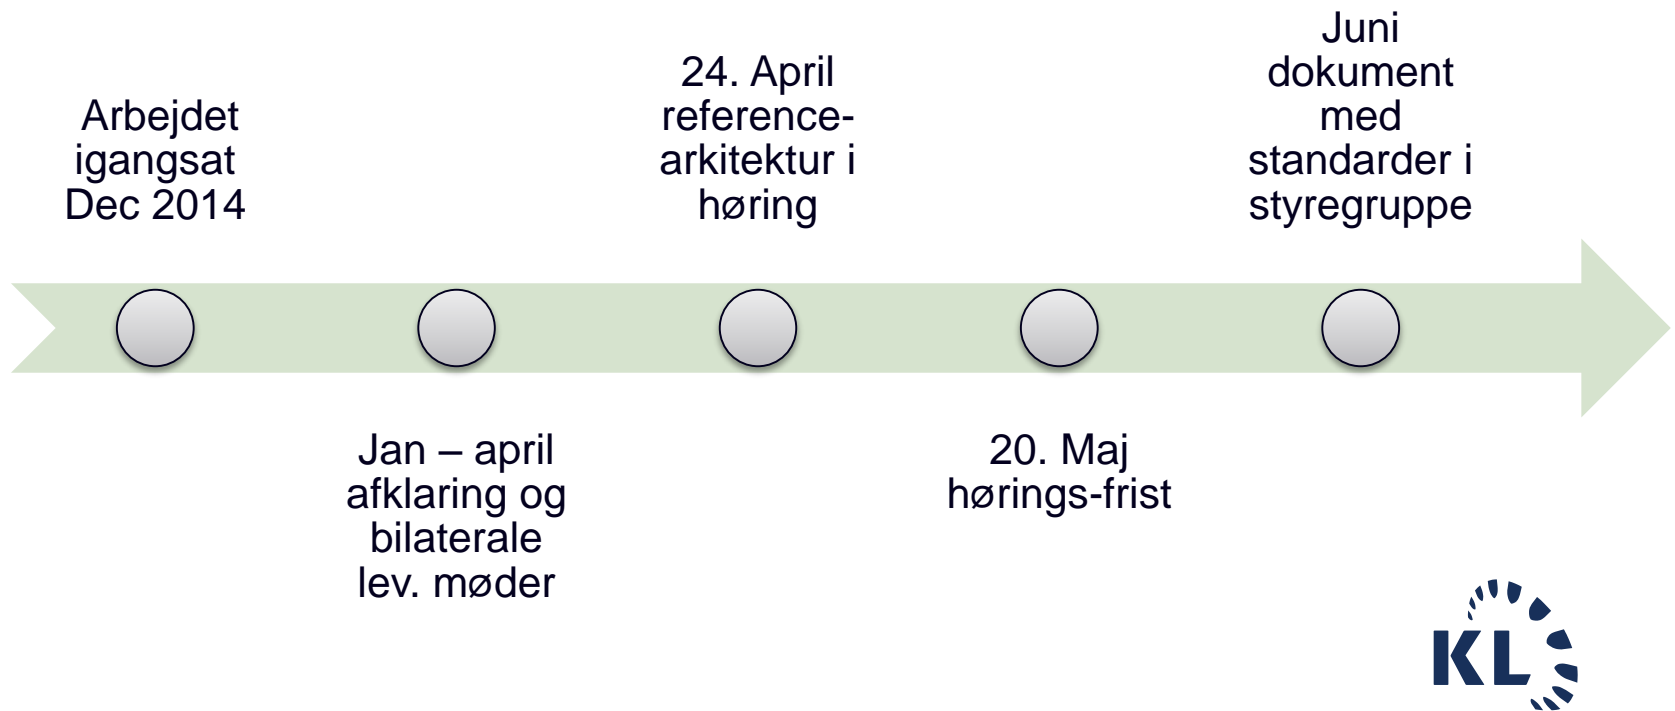 Arbejdet
igangsat
Dec 2014
Jan – april
afklaring og
bilaterale
lev. møder
24. April
reference-
arkitektur i
høring
20. Maj
hørings-frist
Juni
dokument
med
standarder i
styregruppe
KL